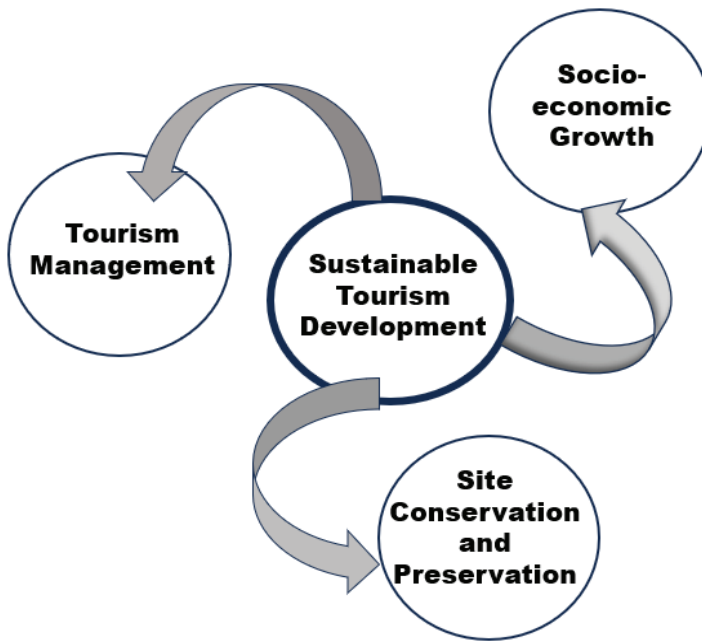 Socio-
economic
Growth
Tourism
Management
Sustainable
Tourism
Development
Site
Conservation
and
Preservation